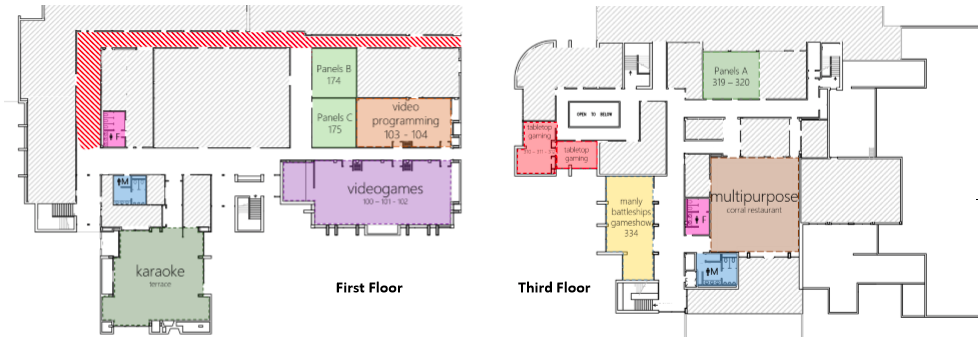 Panels B
174
Panels C
175
video
programming
103 - 104
F
M
videogames
100 – 101 - 102
karaoke
terrace
First Floor
Panels A
319 – 320
OPEN TO BELOW
tabletop
gaming
tabletop
gaming
manly
battleships,
gameshow
334
multipurpose
corral restaurant
F
M
Third Floor